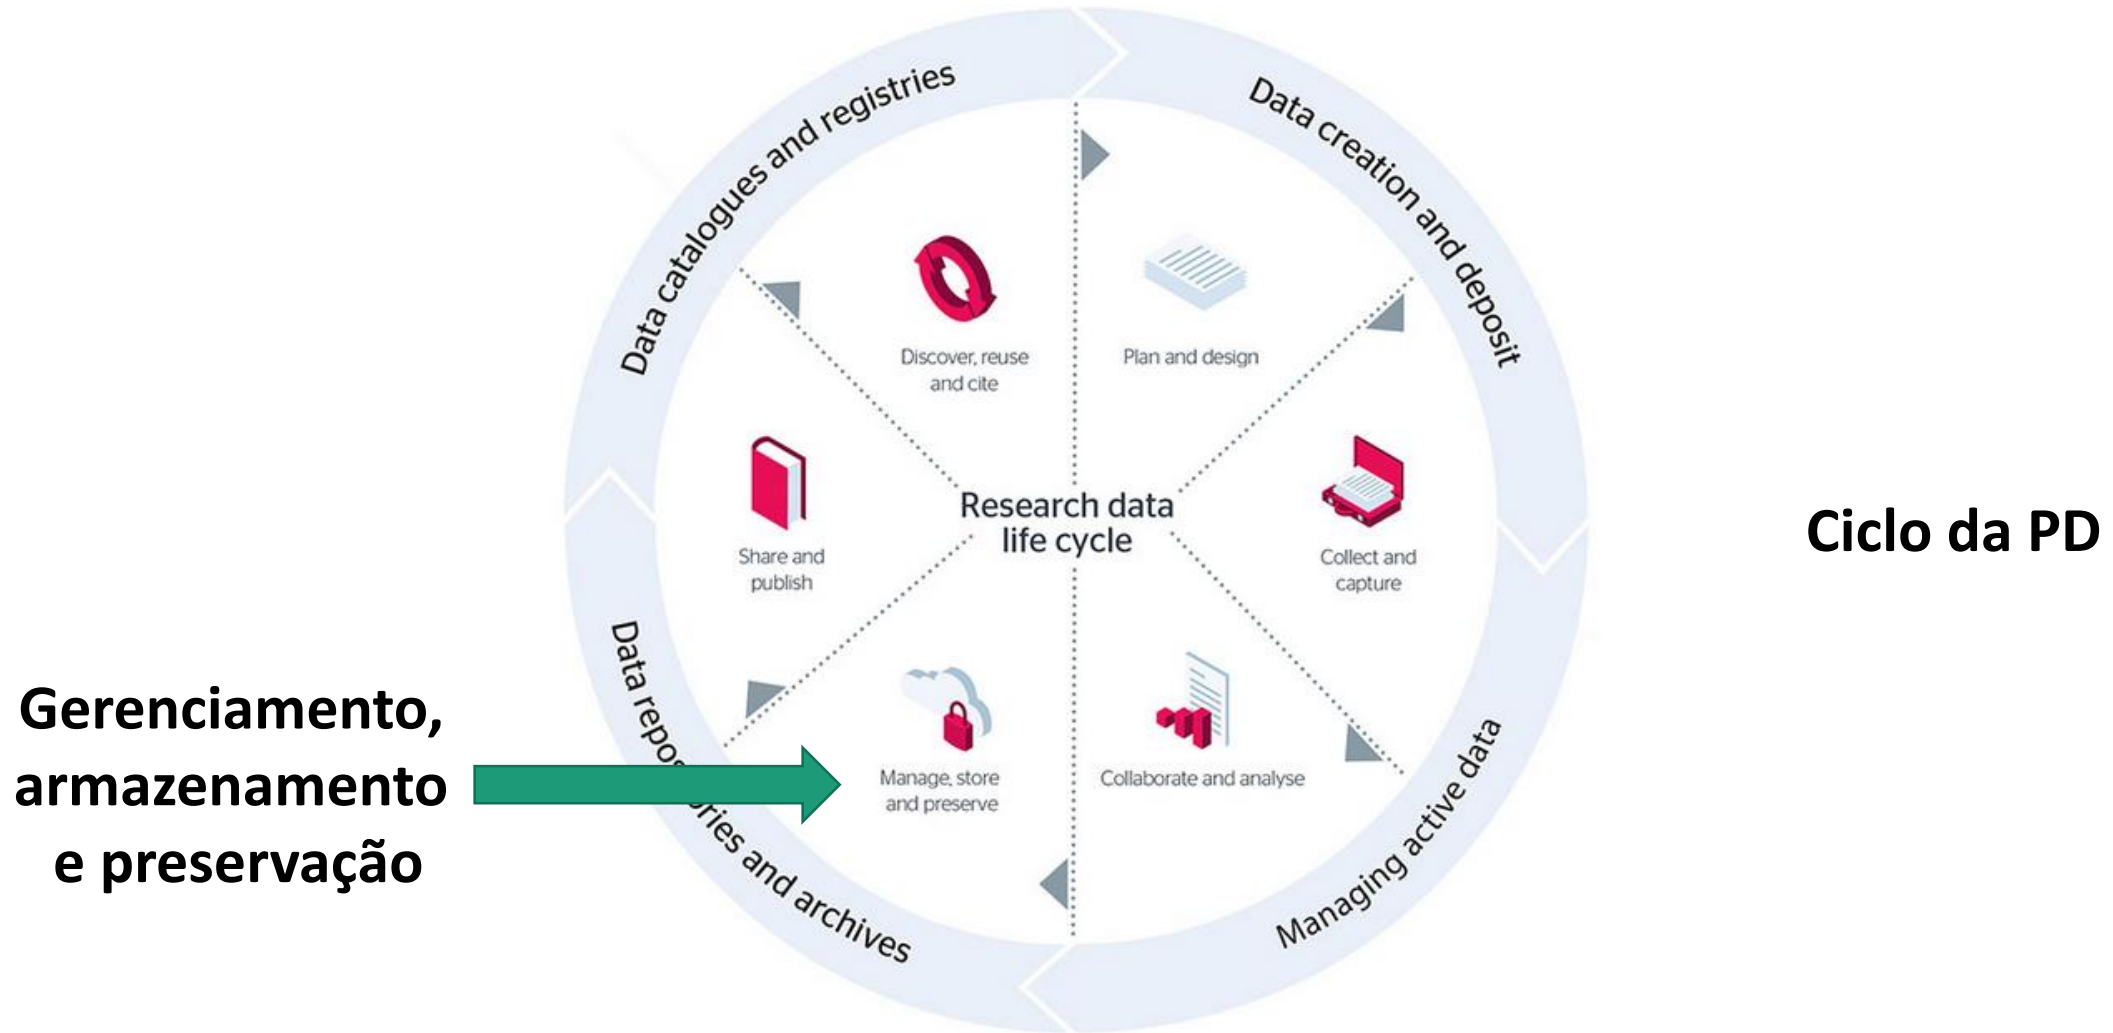 Data catalogues and registries
Data creation and deposit
Discover, reuse
and cite
Plan and design
Research data
life cycle
Share and
publish
Collect and
capture
Ciclo da PD
Gerenciamento,
armazenamento
e preservação
Manage, store
and preserve
Collaborate and analyse
Data repos ories and archives
Managing active data